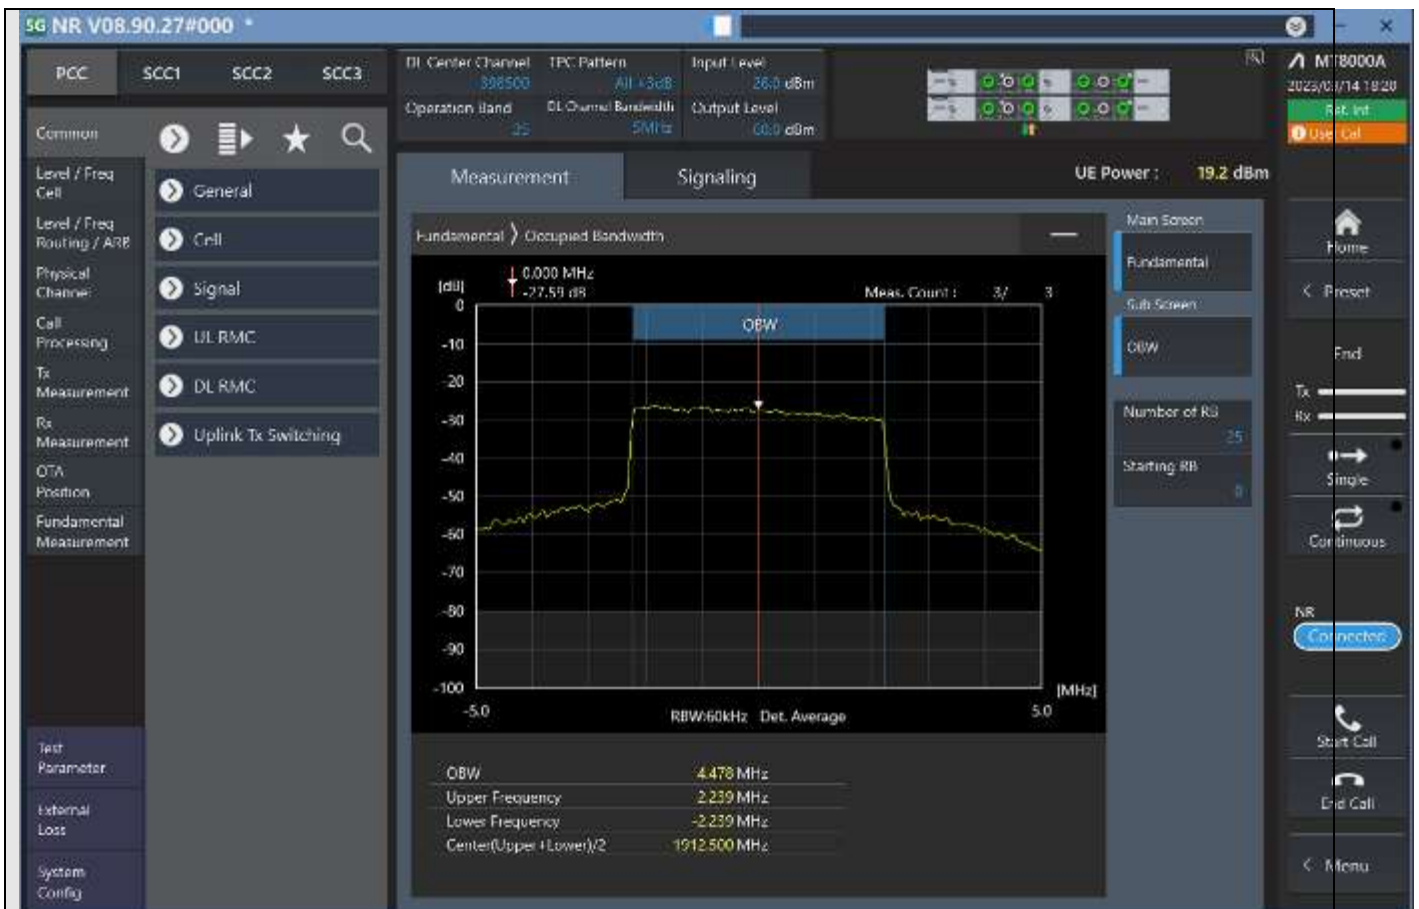 5G NR V08.90.27#000 *
PCC SCC1 SCC2 SCC3
DL Center Channel TPC Pattern Input Level
398500 All +3dB 26.0 dBm
Operation Band DL Channel Bandwidth Output Level
25 5MHz dBm
MT8000A
18:28
Common
Level / Freq
Cell
Level / Freq
Routing / ARB
Physical
Channel
Call
Processing
Tx
Measurement
Rx
Measurement
OTA
Position
Fundamental
Measurement
Test
Parameter
External
Loss
System
Config
General
Cell
Signal
UL RMC
DL RMC
Uplink Tx Switching
Measurement Signaling
UE Power : 19.2 dBm
Fundamental Occupied Bandwidth
0.000 MHz
-27.59 dB
Meas. Count : 3/ 3
[dB]
OBW
0
-10
-20
-30
-40
-50
-60
-70
-80
-90
-100
-5.0 5.0
[MHz]
RBW:60kHz Det. Average
OBW 4.478 MHz
Upper Frequency 2.239 MHz
Lower Frequency -2.239 MHz
Center(Upper+Lower)/2 1912.500 MHz
Main Screen
Fundamental
Sub Screen
OBW
Number of RB
25
Starting RB
0
Home
Preset
End
Tx
Rx
Single
Continuous
NR
Connected
Start Call
End Call
Menu